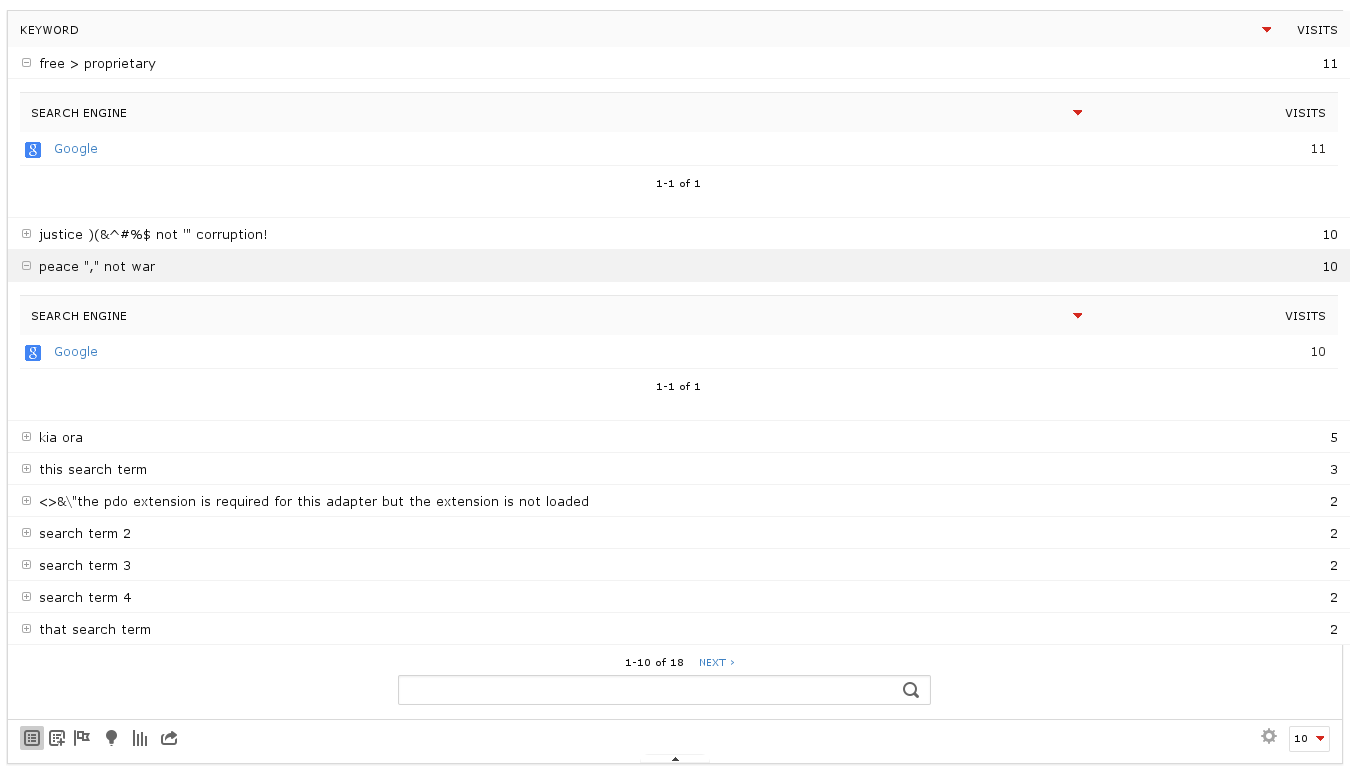 KEYWORD VISITS
free > proprietary 11
SEARCH ENGINE VISITS
Google 11
1-1 of 1
justice )(&^#%$ not '" corruption! 10
peace "," not war 10
SEARCH ENGINE VISITS
Google 10
1-1 of 1
kia ora 5
this search term 3
<>&\"the pdo extension is required for this adapter but the extension is not loaded 2
search term 2 2
search term 3 2
search term 4 2
that search term 2
1-10 of 18 NEXT ›
10